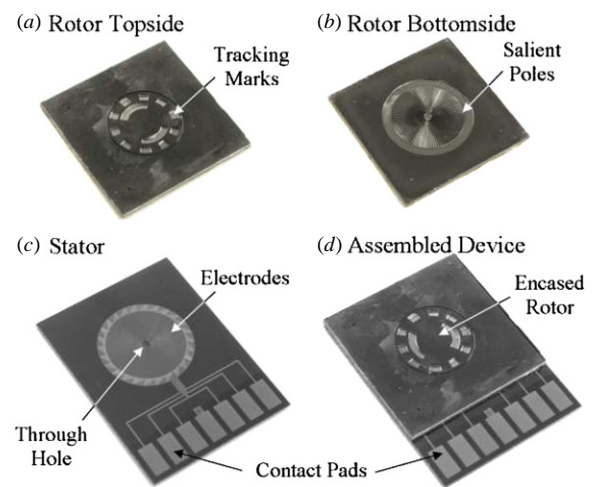 (a) Rotor Topside
Tracking
Marks
(b) Rotor Bottomside
Salient
Poles
(c) Stator
Electrodes
Through
Hole
(d) Assembled Device
Encased
Rotor
Contact Pads